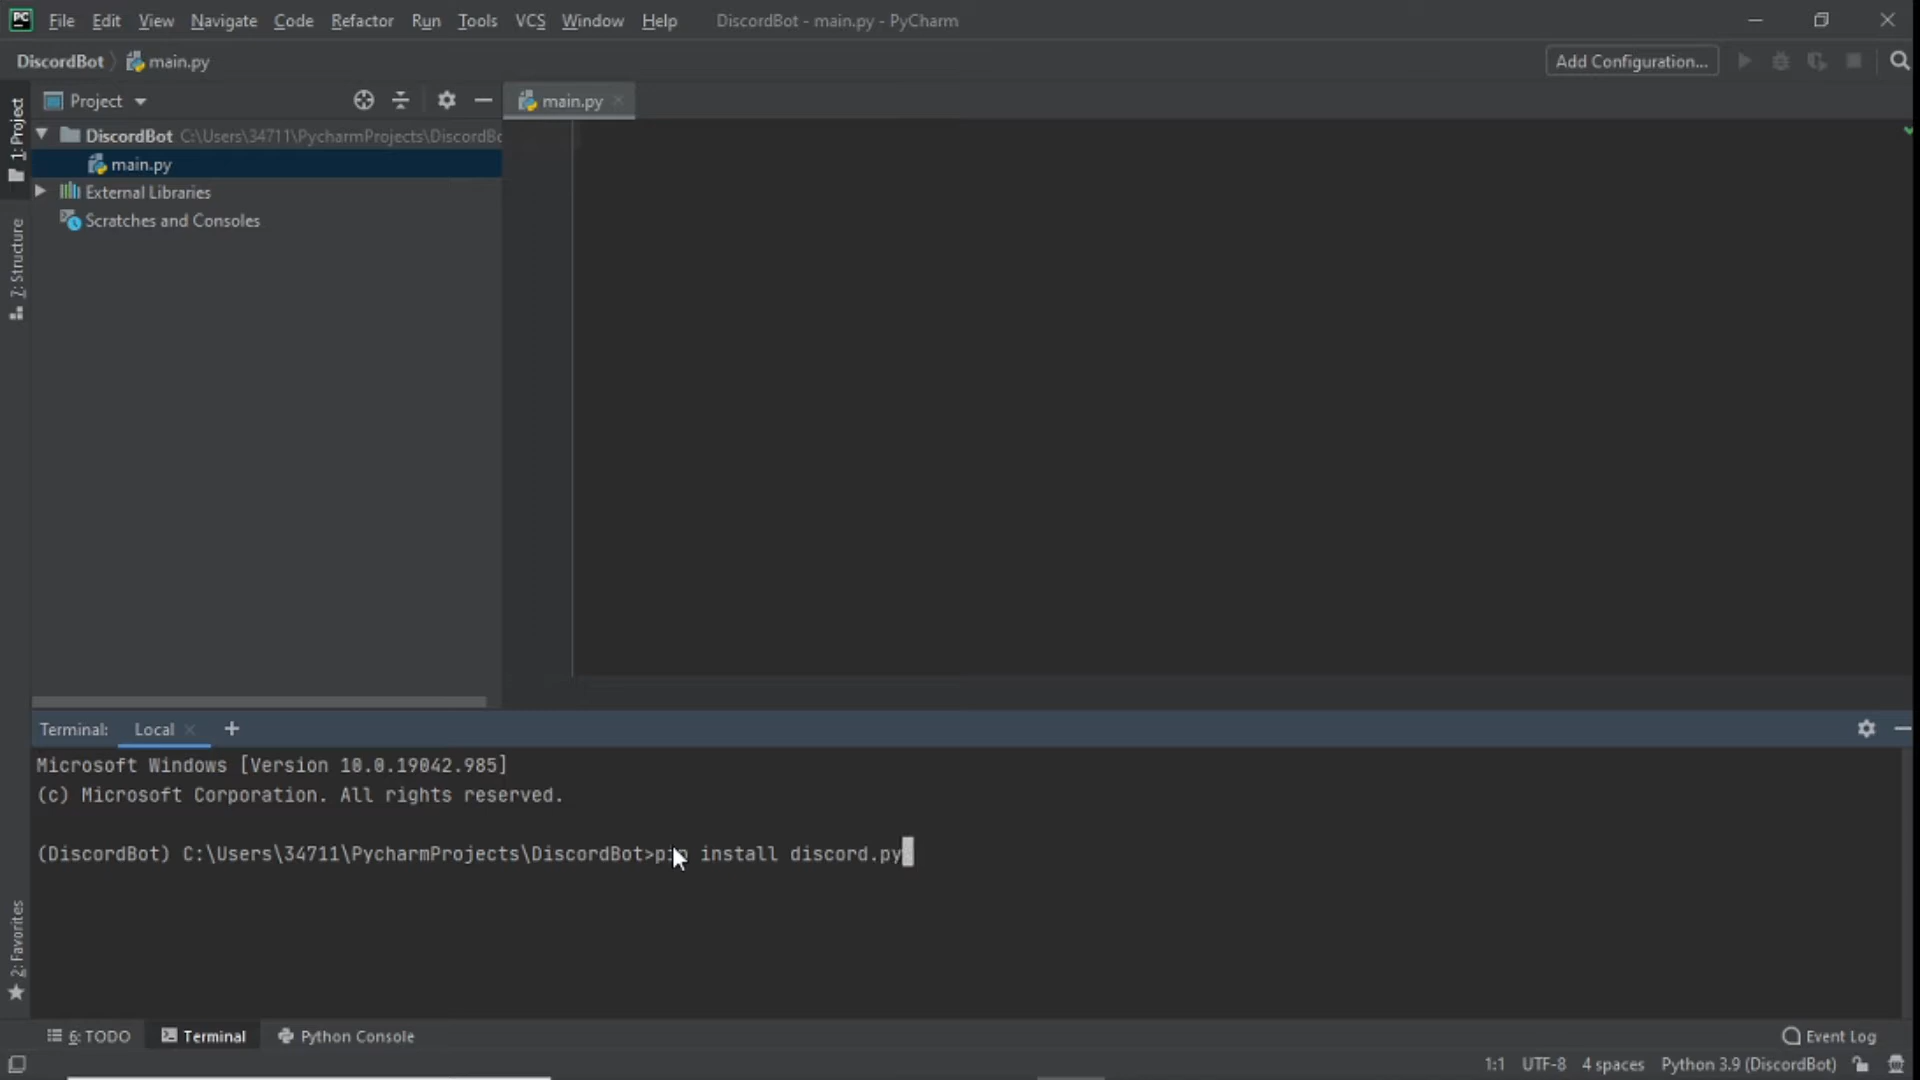 PC File Edit View Navigate Code Refactor Run Tools VCS Window Help DiscordBot - main.py - PyCharm
DiscordBot main.py Add Configuration...
1: Project
Project
main.py
DiscordBot C:\Users\34711\PycharmProjects\DiscordBo
main.py
External Libraries
Scratches and Consoles
7: Structure
Terminal: Local +
Microsoft Windows [Version 10.0.19042.985]
(c) Microsoft Corporation. All rights reserved.
(DiscordBot) C:\Users\34711\PycharmProjects\DiscordBot>pip install discord.py
2: Favorites
6: TODO Terminal Python Console Event Log
1:1 UTF-8 4 spaces Python 3.9 (DiscordBot)